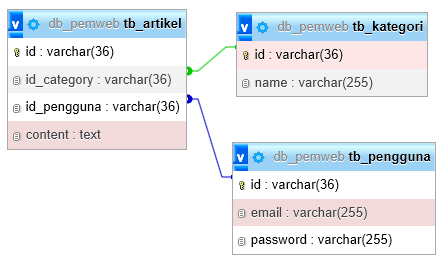 v db_pemweb tb_artikel
id : varchar(36)
id_category : varchar(36)
id_pengguna : varchar(36)
content : text
v db_pemweb tb_kategori
id : varchar(36)
name : varchar(255)
v db_pemweb tb_pengguna
id : varchar(36)
email : varchar(255)
password : varchar(255)